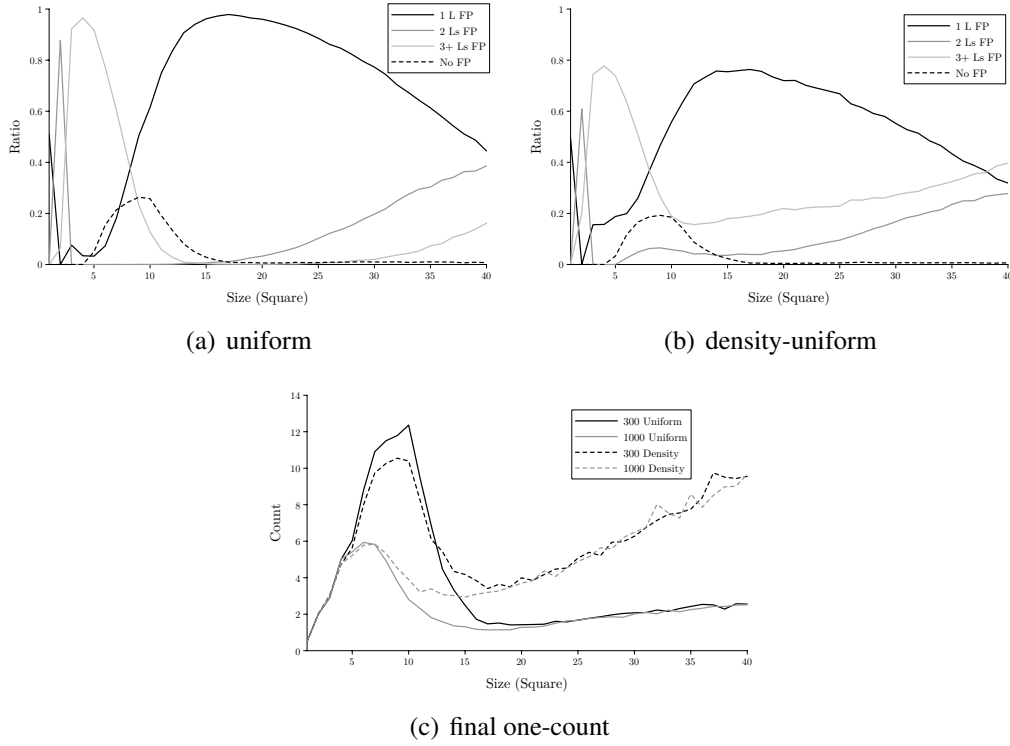 1
0.8
0.6
0.4
0.2
0
Ratio
5 10 15 20 25 30 35 40
Size (Square)
1 L FP
2 Ls FP
3+ Ls FP
No FP
(a) uniform
1
0.8
0.6
0.4
0.2
0
Ratio
5 10 15 20 25 30 35 40
Size (Square)
1 L FP
2 Ls FP
3+ Ls FP
No FP
(b) density-uniform
14
12
10
8
6
4
2
0
Count
5 10 15 20 25 30 35 40
Size (Square)
300 Uniform
1000 Uniform
300 Density
1000 Density
(c) final one-count